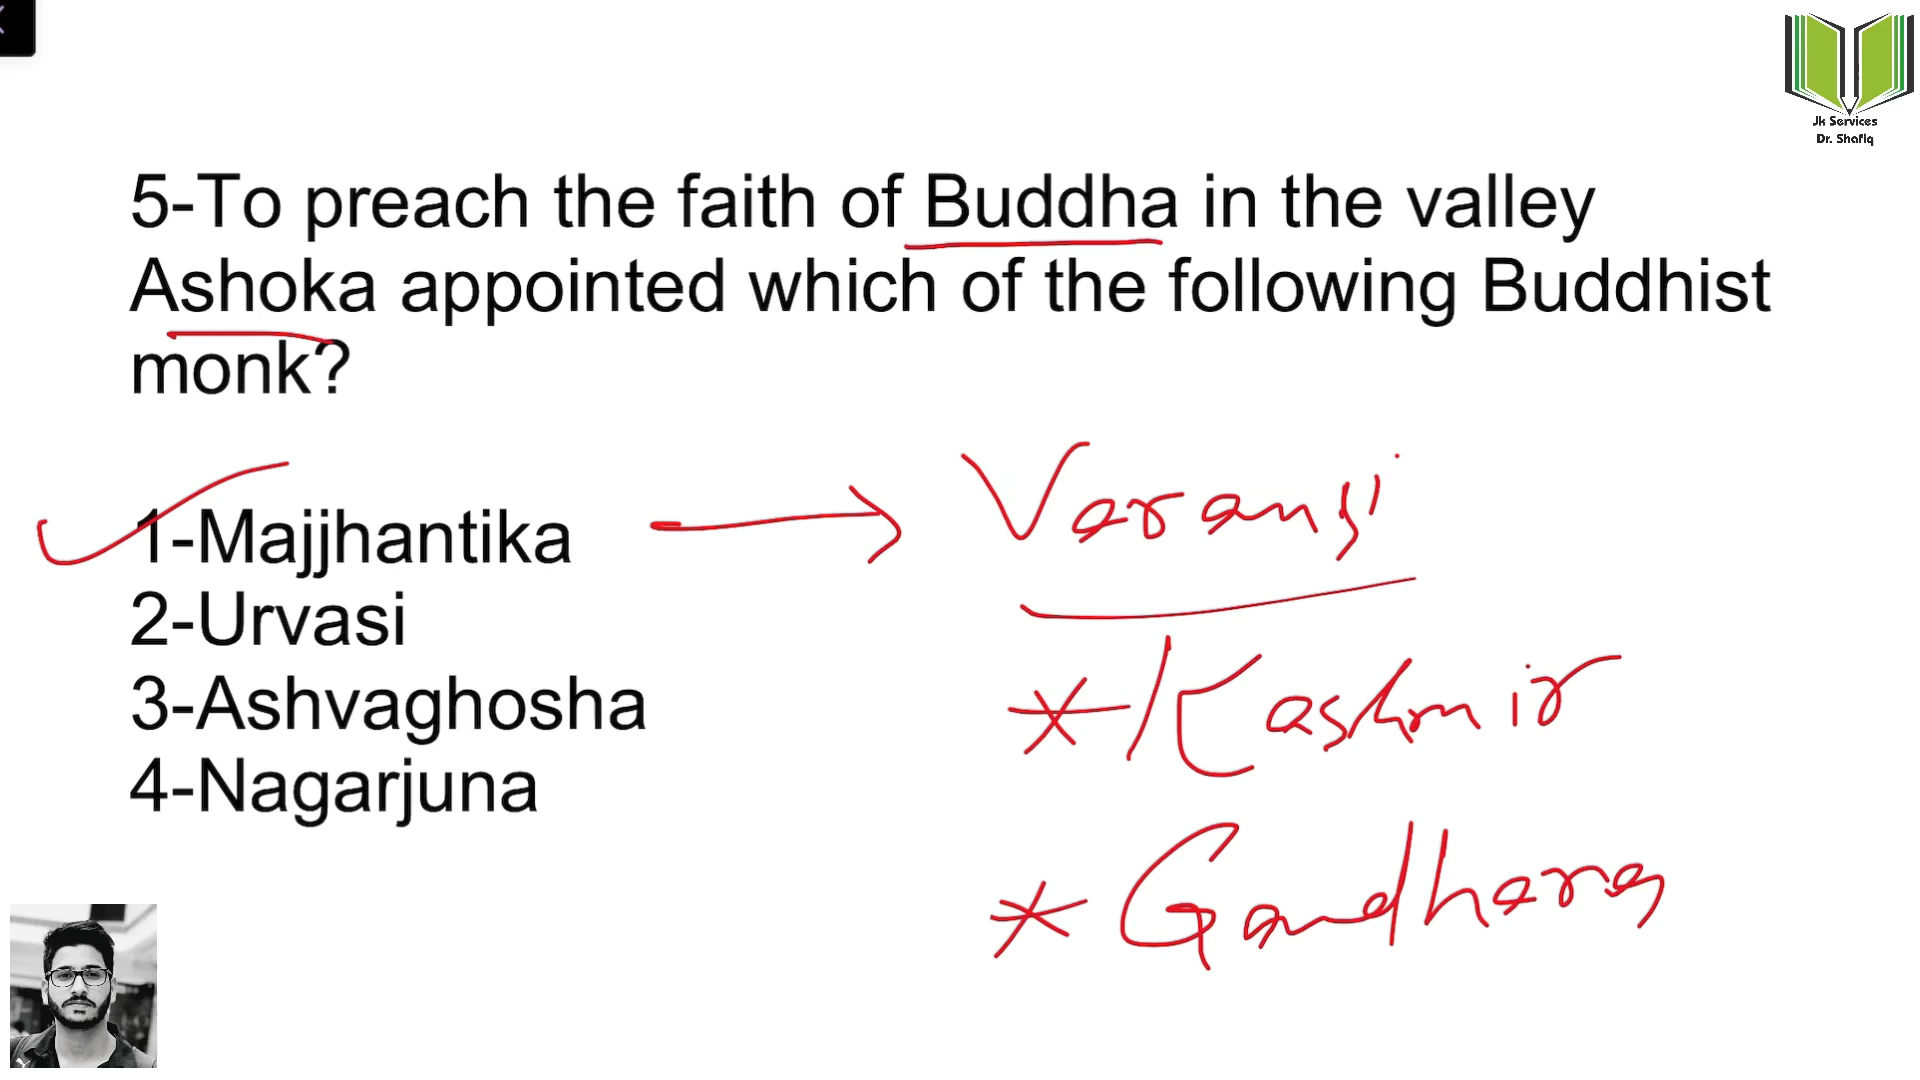 Jk Services
Dr. Shafiq
5-To preach the faith of Buddha in the valley
Ashoka appointed which of the following Buddhist
monk?
1-Majjhantika
Varansi
2-Urvasi
*Kashmir
3-Ashvaghosha
4-Nagarjuna
*Gandhara